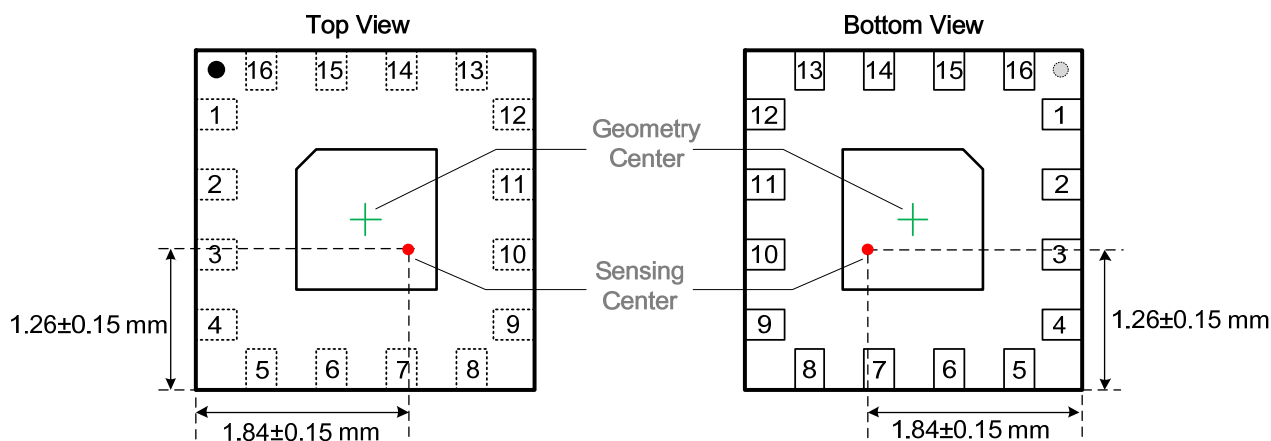 Top View
16 15 14 13
1
2
3
4
12
11
10
9
5 6 7 8
1.26±0.15 mm
1.84±0.15 mm
Geometry
Center
Sensing
Center
Bottom View
13 14 15 16
12
11
10
9
1
2
3
4
8 7 6 5
1.26±0.15 mm
1.84±0.15 mm